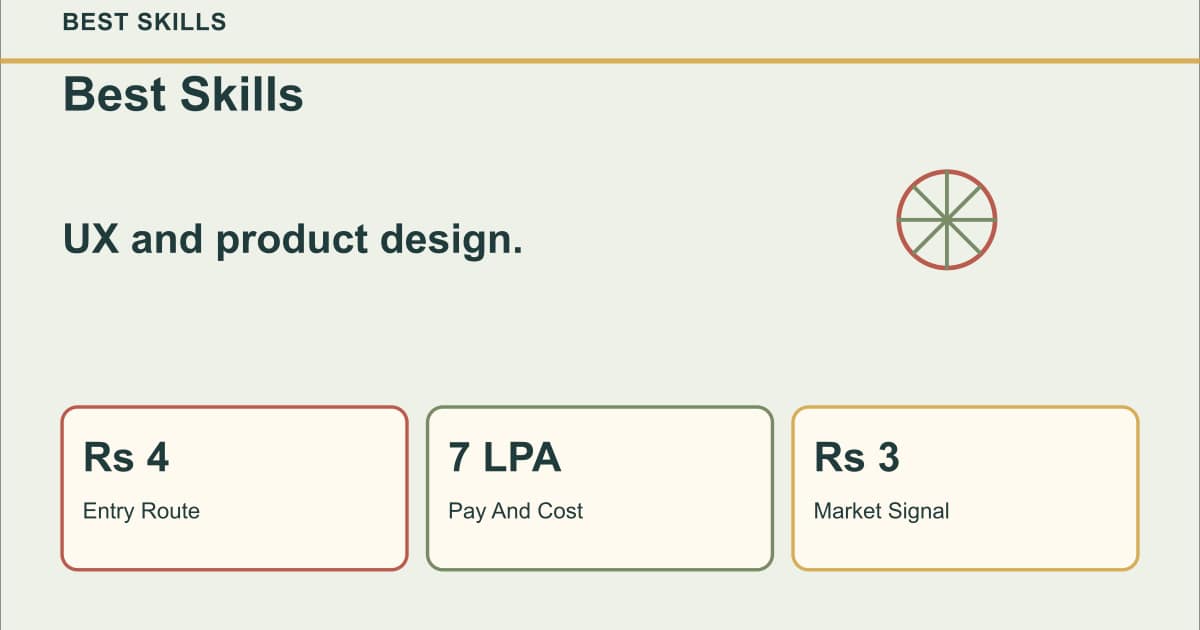 BEST SKILLS
Best Skills
UX and product design.
Rs 4
Entry Route
7 LPA
Pay And Cost
Rs 3
Market Signal